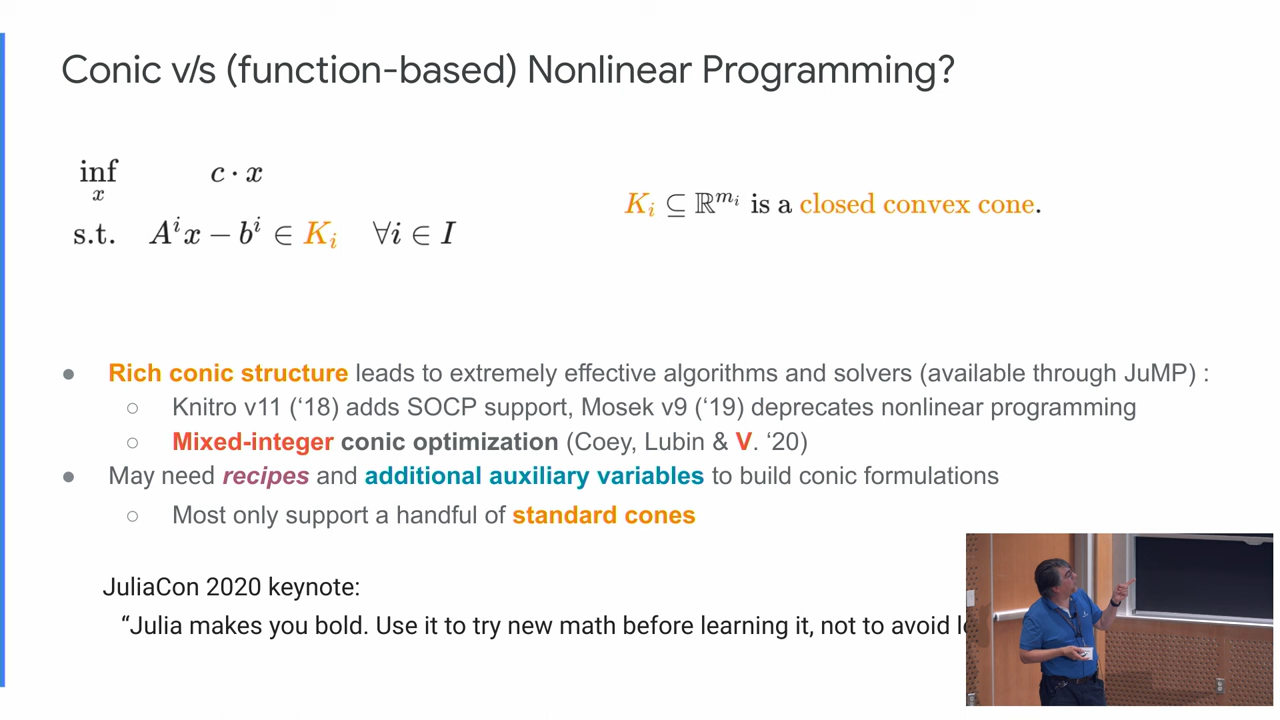 Conic v/s (function-based) Nonlinear Programming?
inf c · x
x
s.t. Aⁱx − bⁱ ∈ Kᵢ ∀i ∈ I
Kᵢ ⊆ ℝᵐⁱ is a closed convex cone.
● Rich conic structure leads to extremely effective algorithms and solvers (available through JuMP) :
○ Knitro v11 (‘18) adds SOCP support, Mosek v9 (‘19) deprecates nonlinear programming
○ Mixed-integer conic optimization (Coey, Lubin & V. ‘20)
● May need recipes and additional auxiliary variables to build conic formulations
○ Most only support a handful of standard cones
JuliaCon 2020 keynote:
“Julia makes you bold. Use it to try new math before learning it, not to avoid